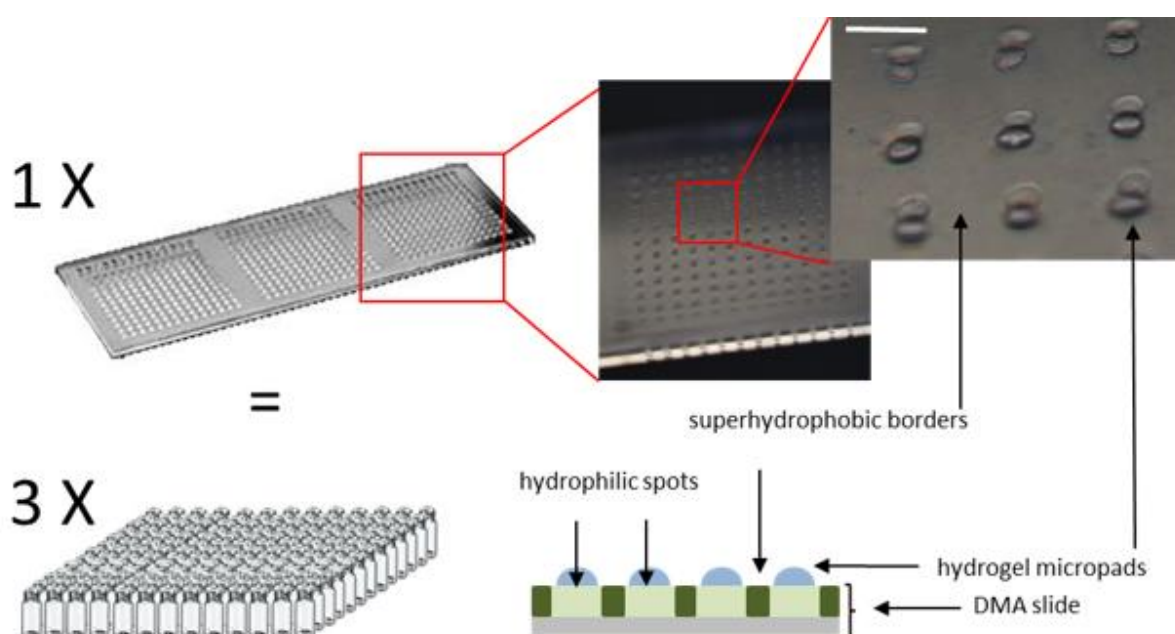 1 X
=
superhydrophobic borders
3 X
hydrophilic spots
hydrogel micropads
DMA slide